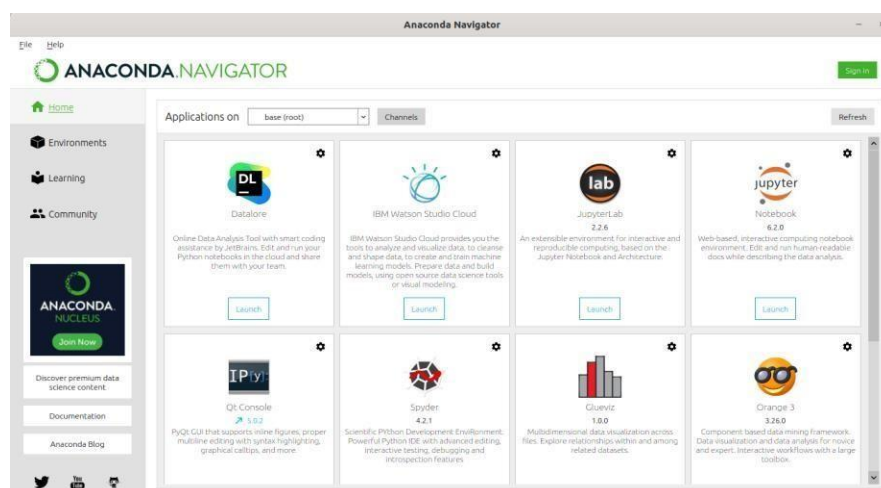 Anaconda Navigator
File Help
ANACONDA.NAVIGATOR
Sign in
Home
Environments
Learning
Community
ANACONDA.
NUCLEUS
Join Now
Discover premium data
science content
Documentation
Anaconda Blog
You
Tube
Applications on base (root) Channels Refresh
DL
Datalore
Online Data Analysis Tool with smart coding
assistance by JetBrains. Edit and run your
Python notebooks in the cloud and share
them with your team.
Launch
IBM Watson Studio Cloud
IBM Watson Studio Cloud provides you the
tools to analyze and visualize data, to cleanse
and shape data, to create and train machine
learning models. Prepare data and build
models, using open source data science tools
or visual modeling.
Launch
lab
JupyterLab
2.2.6
An extensible environment for interactive and
reproducible computing, based on the
Jupyter Notebook and Architecture.
Launch
jupyter
Notebook
6.2.0
Web-based, interactive computing notebook
environment. Edit and run human-readable
docs while describing the data analysis.
Launch
IP[y]:
Qt Console
5.0.2
PyQt GUI that supports inline figures, proper
multiline editing with syntax highlighting,
graphical calltips, and more
Spyder
4.2.1
Scientific PYthon Development EnviRonment.
Powerful Python IDE with advanced editing,
interactive testing, debugging and
introspection features
Glueviz
1.0.0
Multidimensional data visualization across
files. Explore relationships within and among
related datasets.
Orange 3
3.26.0
Component based data mining framework.
Data visualization and data analysis for novice
and expert. Interactive workflows with a large
toolbox.